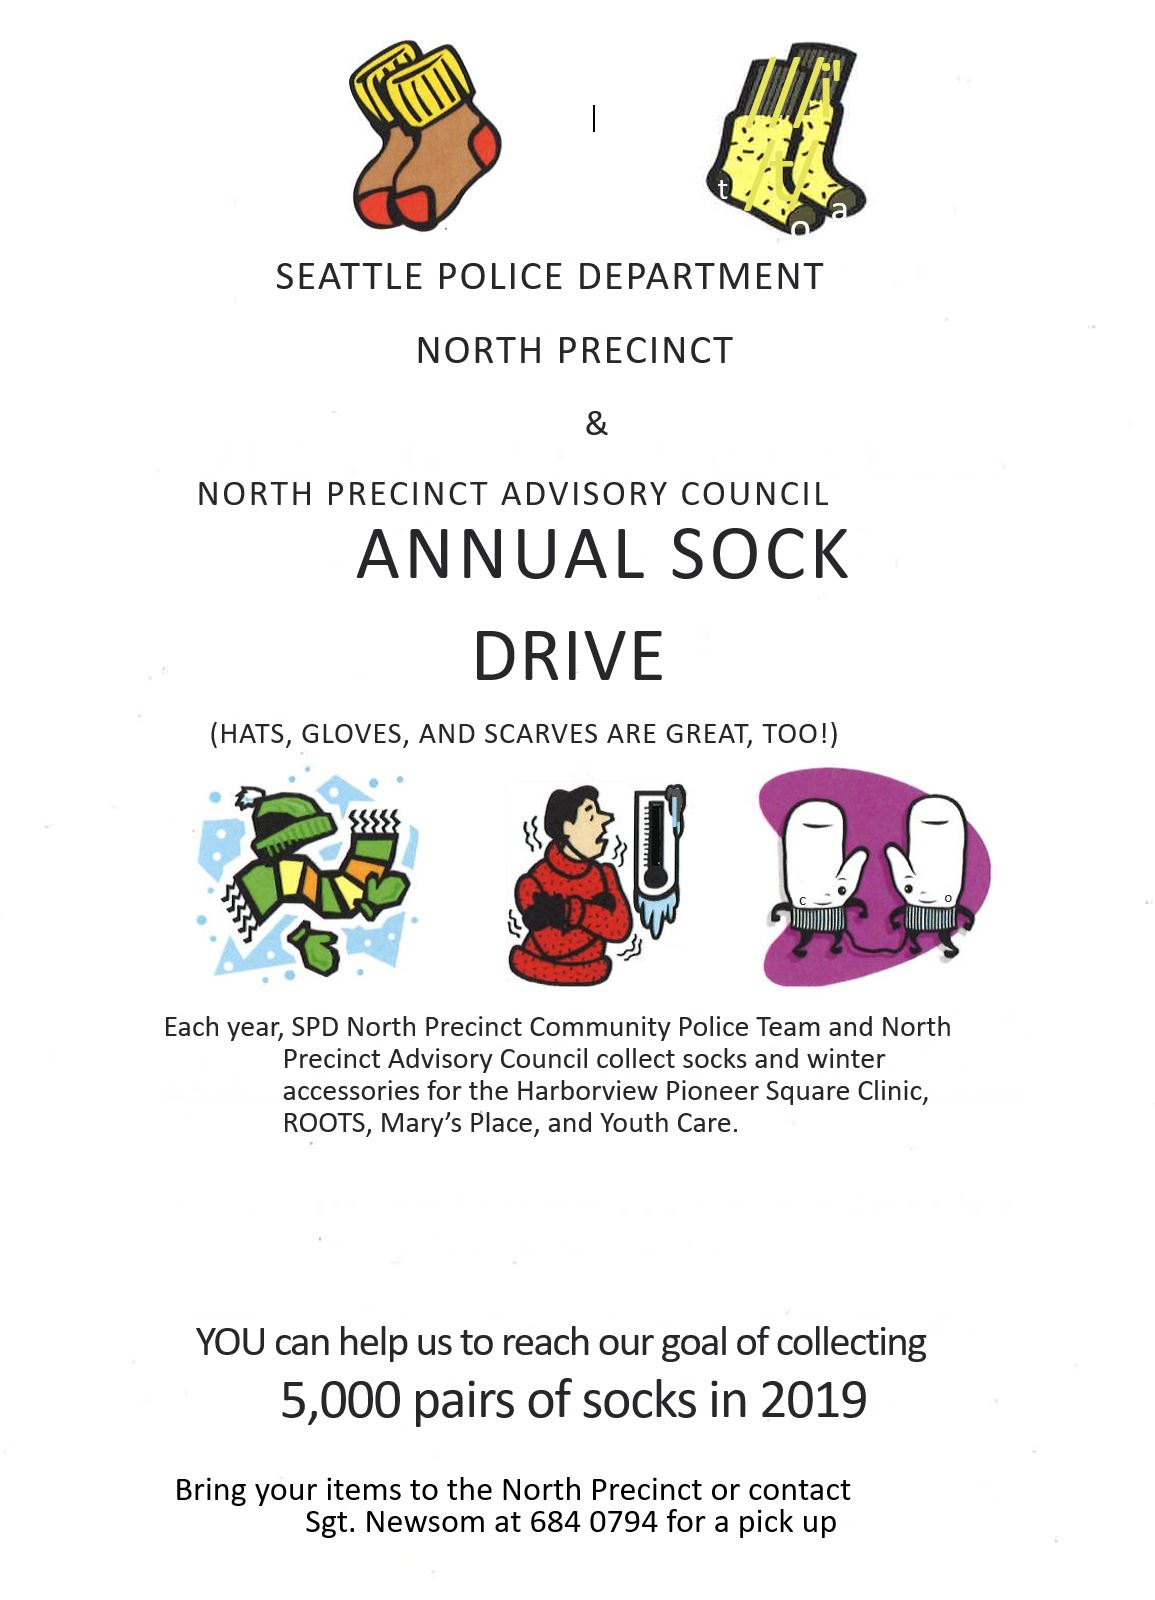 SEATTLE POLICE DEPARTMENT
NORTH PRECINCT
&
NORTH PRECINCT ADVISORY COUNCIL
ANNUAL SOCK
DRIVE
(HATS, GLOVES, AND SCARVES ARE GREAT, TOO!)
Each year, SPD North Precinct Community Police Team and North
Precinct Advisory Council collect socks and winter
accessories for the Harborview Pioneer Square Clinic,
ROOTS, Mary’s Place, and Youth Care.
YOU can help us to reach our goal of collecting
5,000 pairs of socks in 2019
Bring your items to the North Precinct or contact
Sgt. Newsom at 684 0794 for a pick up